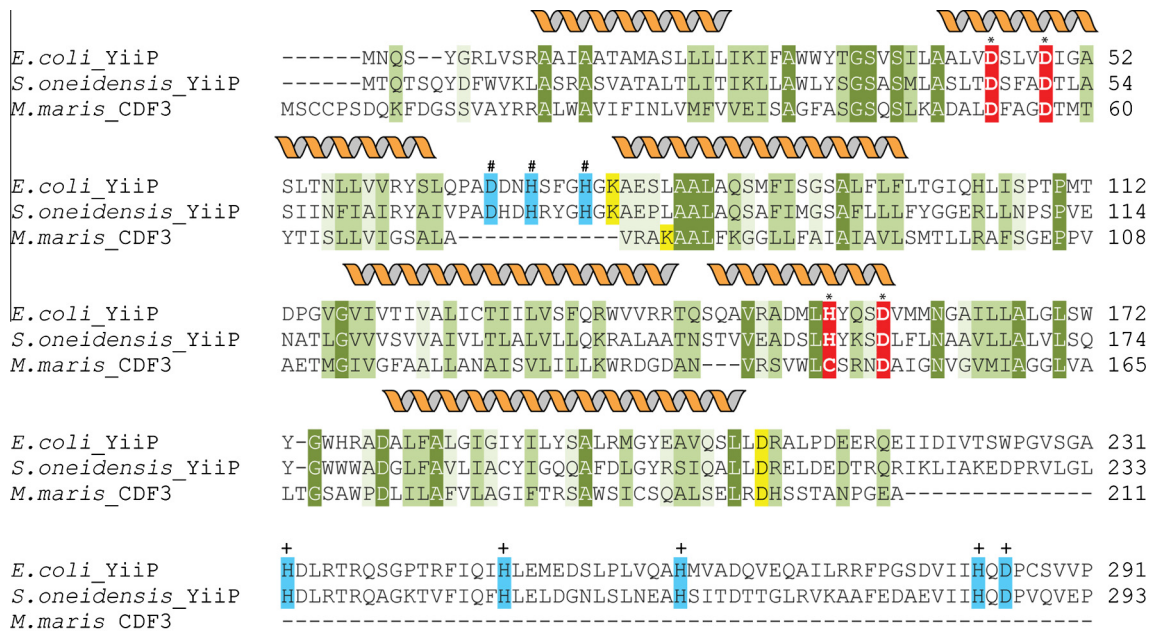 * *
E.coli_YiiP ------MNQS--YGRLVSRAAIAATAMASLLLLIKIFAWWYTGSVSILAALVDSLVDIGA 52
S.oneidensis_YiiP ------MTQTSQYDFWVKLASRASVATALTLITIKLLAWLYSGSASMLASLTDSFADTLA 54
M.maris_CDF3 MSCCPSDQKFDGSSVAYRRALWAVIFINLVMFVVEISAGFASGSQSLKADALDFAGDTMT 60
# # #
E.coli_YiiP SLTNLLVVRYSLQPADDNHSFGHGKAESLAALAQSMFISGSALFLFLTGIQHLISPTPMT 112
S.oneidensis_YiiP SIINFIAIRYAIVPADHDHRYGHGKAEPLAALAQSAFIMGSAFLLLFYGGERLLNPSPVE 114
M.maris_CDF3 YTISLLVIGSALA------------VRAKAALFKGGLLFAIAIAVLSMTLLRAFSGEPPV 108
* *
E.coli_YiiP DPGVGVIVTIVALICTIILVSFQRWVVRRTQSQAVRADMLHYQSDVMMNGAILLALGLSW 172
S.oneidensis_YiiP NATLGVVVSVVAIVLTLALVLLQKRALAATNSTVVEADSLHYKSDLFLNAAVLLALVLSQ 174
M.maris_CDF3 AETMGIVGFAALLANAISVLILLKWRDGDAN---VRSVWLCSRNDAIGNVGVMIAGGLVA 165
E.coli_YiiP Y-GWHRADALFALGIGIYILYSALRMGYEAVQSLLDRALPDEERQEIIDIVTSWPGVSGA 231
S.oneidensis_YiiP Y-GWWWADGLFAVLIACYIGQQAFDLGYRSIQALLDRELDEDTRQRIKLIAKEDPRVLGL 233
M.maris_CDF3 LTGSAWPDLILAFVLAGIFTRSAWSICSQALSELRDHSSTANPGEA-------------- 211
+ + + + +
E.coli_YiiP HDLRTRQSGPTRFIQIHLEMEDSLPLVQAHMVADQVEQAILRRFPGSDVIIHQDPCSVVP 291
S.oneidensis_YiiP HDLRTRQAGKTVFIQFHLELDGNLSLNEAHSITDTTGLRVKAAFEDAEVIIHQDPVQVEP 293
M.maris_CDF3 ------------------------------------------------------------